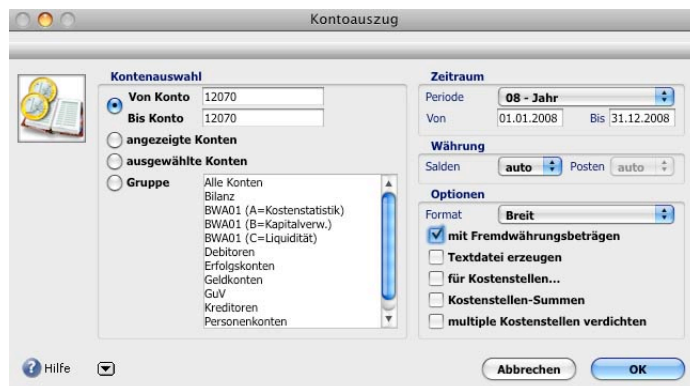 Kontoauszug
Kontenauswahl
Von Konto 12070
Bis Konto 12070
angezeigte Konten
ausgewählte Konten
Gruppe
Alle Konten
Bilanz
BWA01 (A=Kostenstatistik)
BWA01 (B=Kapitalverw.)
BWA01 (C=Liquidität)
Debitoren
Erfolgskonten
Geldkonten
GuV
Kreditoren
Personenkonten
Zeitraum
Periode 08 - Jahr
Von 01.01.2008 Bis 31.12.2008
Währung
Salden auto Posten auto
Optionen
Format Breit
mit Fremdwährungsbeträgen
Textdatei erzeugen
für Kostenstellen...
Kostenstellen-Summen
multiple Kostenstellen verdichten
? Hilfe
Abbrechen OK